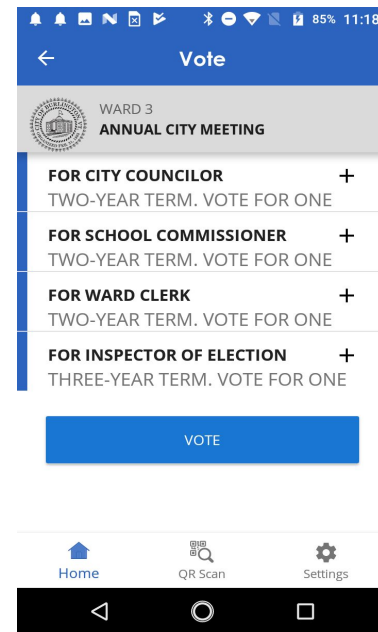 85% 11:18
Vote
WARD 3
ANNUAL CITY MEETING
FOR CITY COUNCILOR +
TWO-YEAR TERM. VOTE FOR ONE
FOR SCHOOL COMMISSIONER +
TWO-YEAR TERM. VOTE FOR ONE
FOR WARD CLERK +
TWO-YEAR TERM. VOTE FOR ONE
FOR INSPECTOR OF ELECTION +
THREE-YEAR TERM. VOTE FOR ONE
VOTE
Home QR Scan Settings